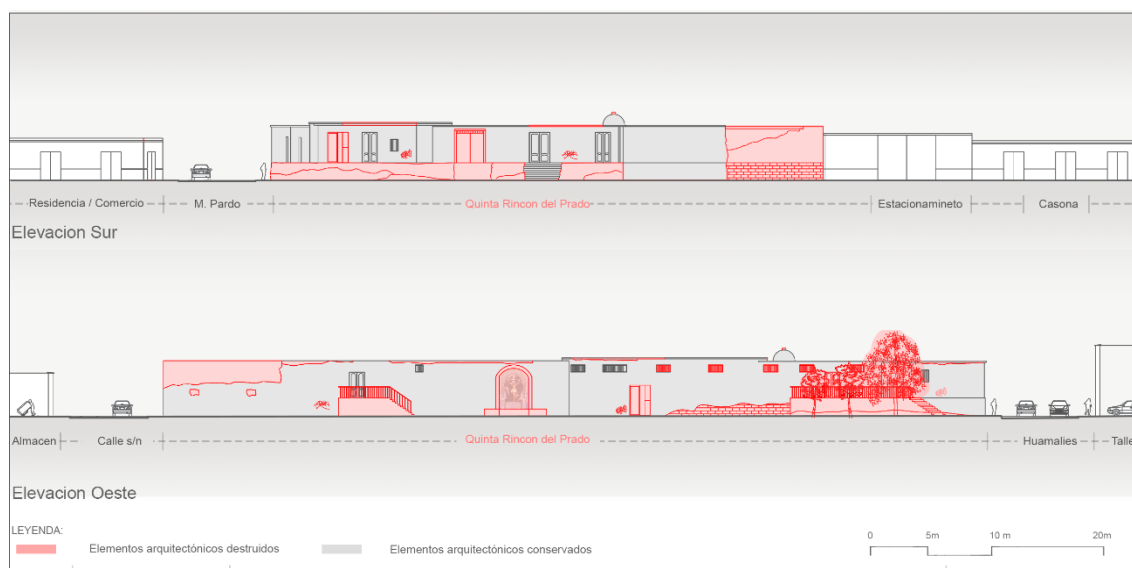 Residencia / Comercio
M. Pardo
Quinta Rincon del Prado
Estacionamineto
Casona
Elevacion Sur
Almacen
Calle s/n
Quinta Rincon del Prado
Huamalies
Talle
Elevacion Oeste
LEYENDA:
Elementos arquitectónicos destruidos
Elementos arquitectónicos conservados
0 5m 10 m 20m